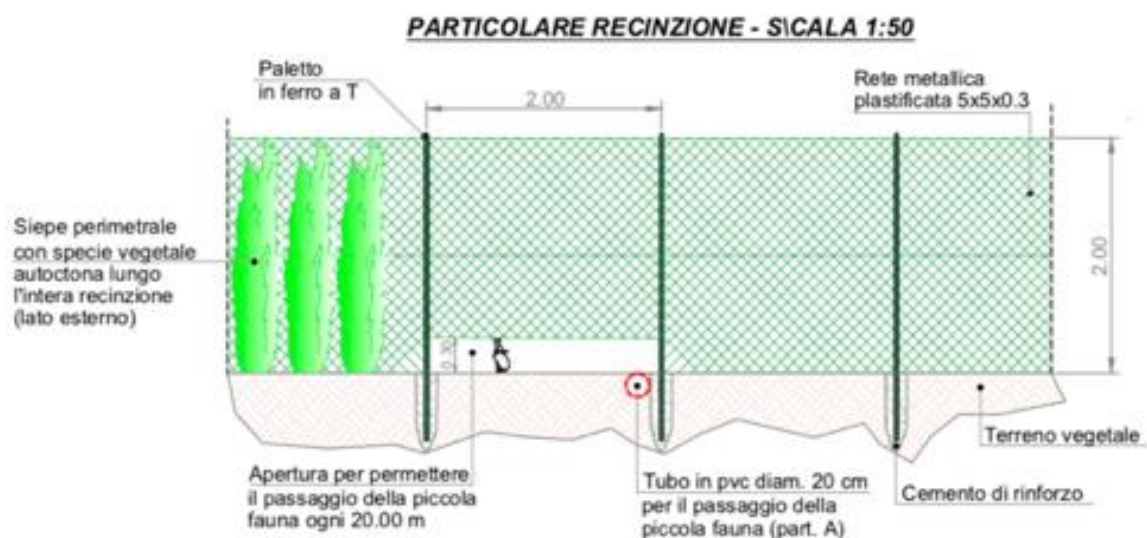 PARTICOLARE RECINZIONE - S\CALA 1:50
Paletto
in ferro a T
2.00
Rete metallica
plastificata 5x5x0.3
Siepe perimetrale
con specie vegetale
autoctona lungo
l'intera recinzione
(lato esterno)
2.00
0.30
Apertura per permettere
il passaggio della piccola
fauna ogni 20.00 m
Tubo in pvc diam. 20 cm
per il passaggio della
piccola fauna (part. A)
Terreno vegetale
Cemento di rinforzo